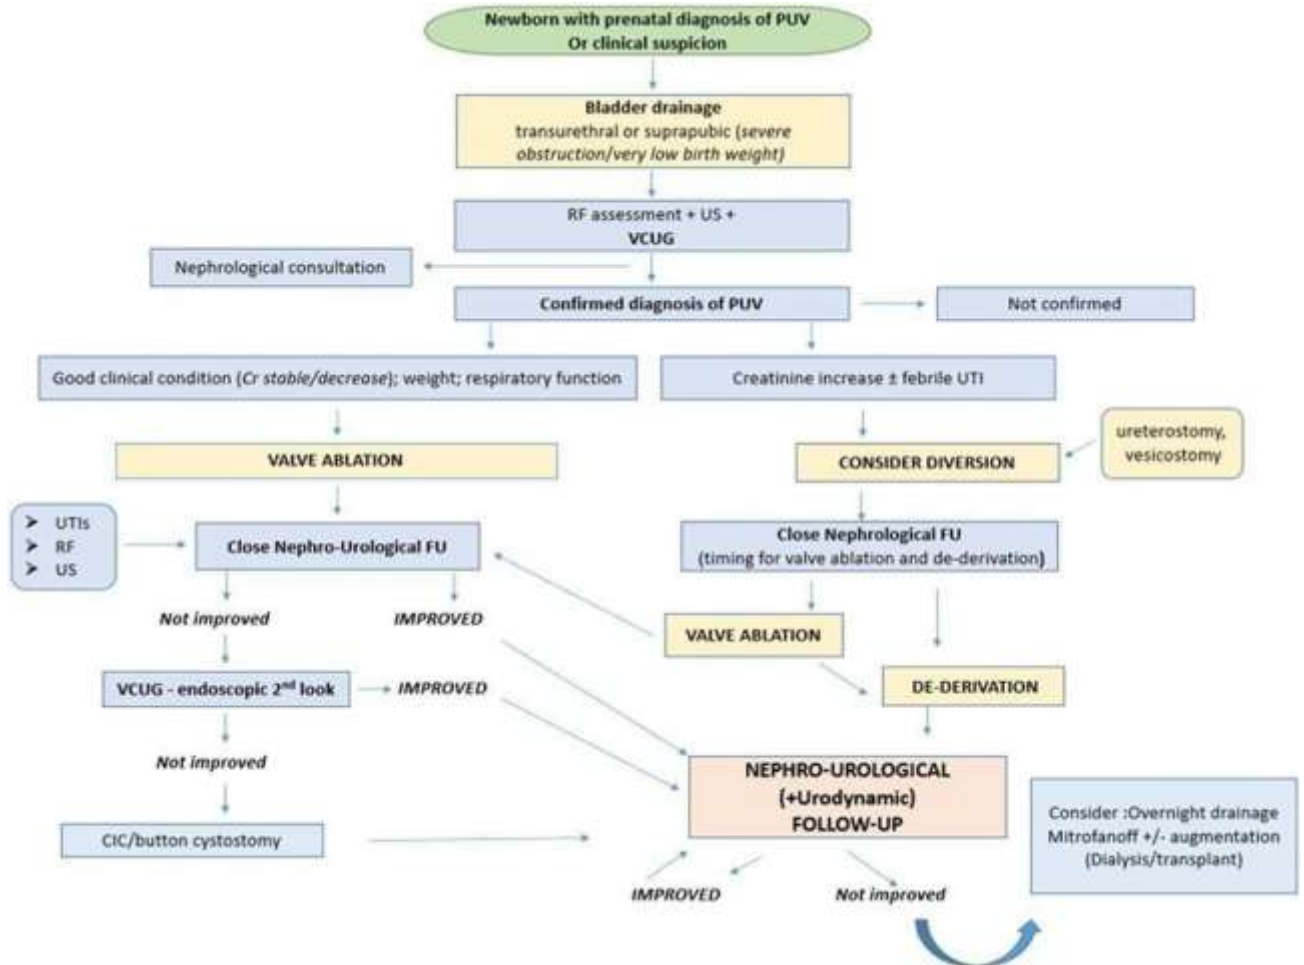 Newborn with prenatal diagnosis of PUV
Or clinical suspicion
Bladder drainage
transurethral or suprapubic (severe
obstruction/very low birth weight)
RF assessment + US +
VCUG
Nephrological consultation
Confirmed diagnosis of PUV
Not confirmed
Good clinical condition (Cr stable/decrease); weight; respiratory function
Creatinine increase ± febrile UTI
VALVE ABLATION
CONSIDER DIVERSION
ureterostomy,
vesicostomy
➤ UTIs
➤ RF
➤ US
Close Nephro-Urological FU
Close Nephrological FU
(timing for valve ablation and de-derivation)
Not improved
IMPROVED
VALVE ABLATION
VCUG - endoscopic 2nd look
IMPROVED
DE-DERIVATION
Not improved
NEPHRO-UROLOGICAL
(+Urodynamic)
FOLLOW-UP
Consider :Overnight drainage
Mitrofanoff +/- augmentation
(Dialysis/transplant)
CIC/button cystostomy
IMPROVED
Not improved